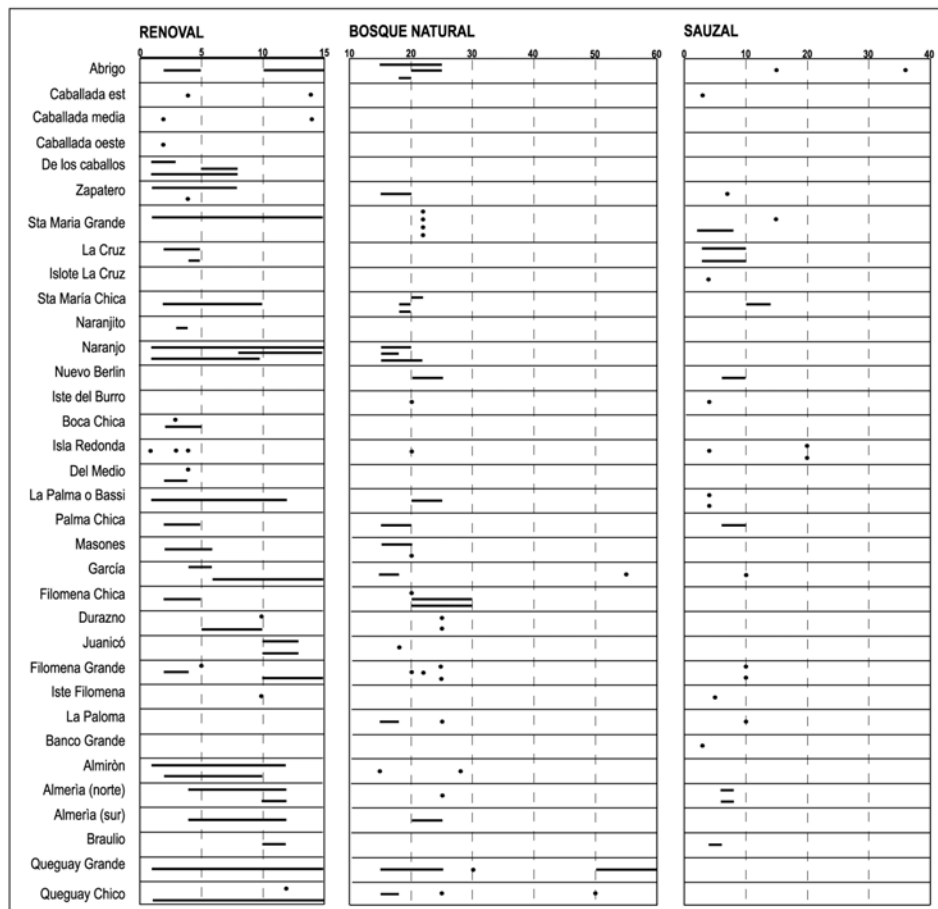 RENOVAL BOSQUE NATURAL SAUZAL
0 5 10 15 10 20 30 40 50 60 0 10 20 30 40
Abrigo
Caballada est
Caballada media
Caballada oeste
De los caballos
Zapatero
Sta Maria Grande
La Cruz
Islote La Cruz
Sta María Chica
Naranjito
Naranjo
Nuevo Berlin
Iste del Burro
Boca Chica
Isla Redonda
Del Medio
La Palma o Bassi
Palma Chica
Masones
García
Filomena Chica
Durazno
Juanicó
Filomena Grande
Iste Filomena
La Paloma
Banco Grande
Almiròn
Almerìa (norte)
Almerìa (sur)
Braulio
Queguay Grande
Queguay Chico